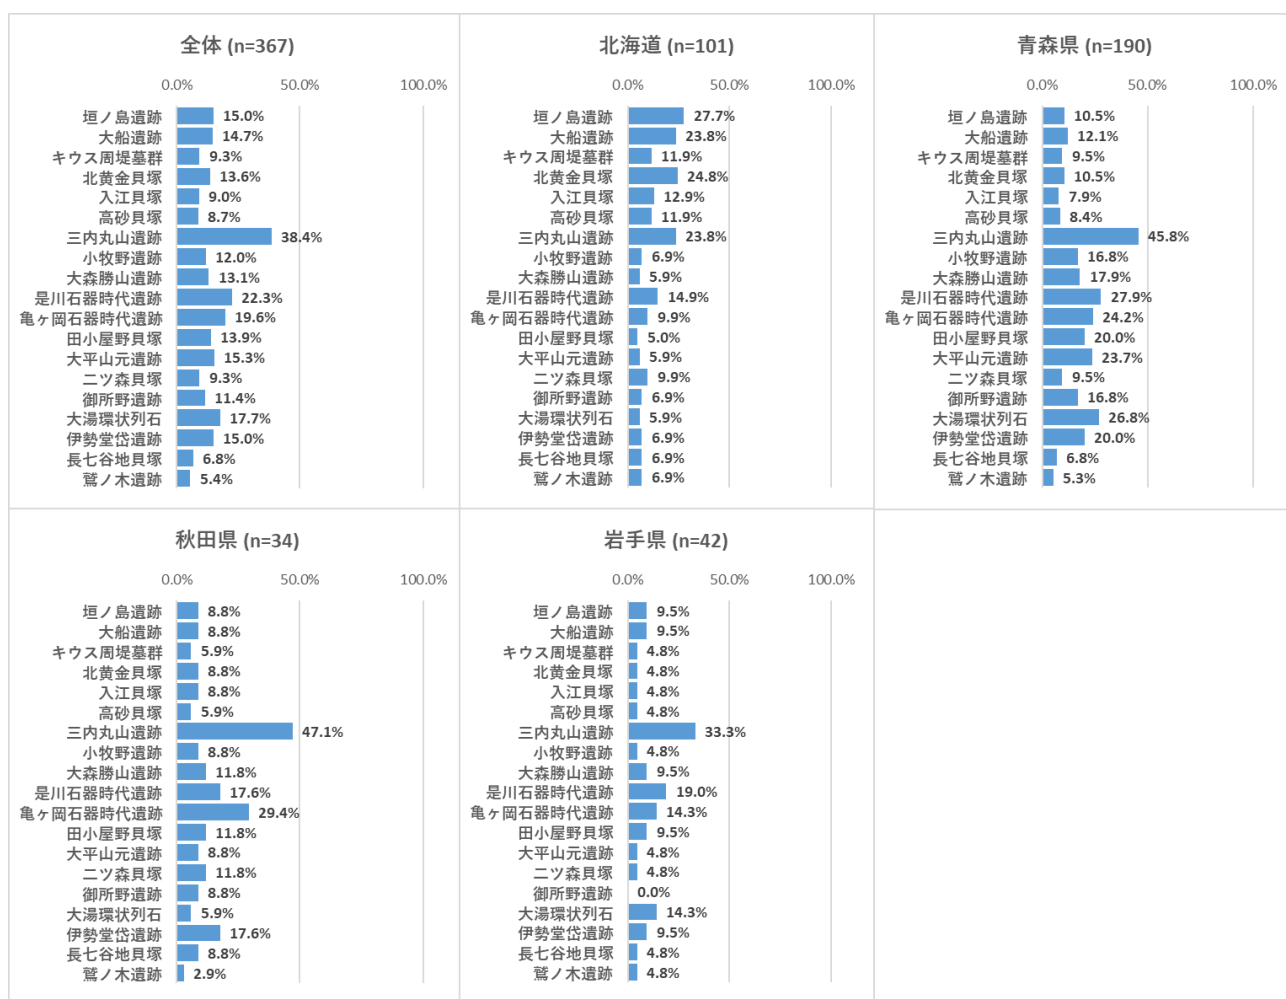 全体 (n=367)
0.0% 50.0% 100.0%
垣ノ島遺跡 15.0%
大船遺跡 14.7%
キウス周堤墓群 9.3%
北黄金貝塚 13.6%
入江貝塚 9.0%
高砂貝塚 8.7%
三内丸山遺跡 38.4%
小牧野遺跡 12.0%
大森勝山遺跡 13.1%
是川石器時代遺跡 22.3%
亀ヶ岡石器時代遺跡 19.6%
田小屋野貝塚 13.9%
大平山元遺跡 15.3%
二ツ森貝塚 9.3%
御所野遺跡 11.4%
大湯環状列石 17.7%
伊勢堂岱遺跡 15.0%
長七谷地貝塚 6.8%
鷲ノ木遺跡 5.4%
北海道 (n=101)
0.0% 50.0% 100.0%
垣ノ島遺跡 27.7%
大船遺跡 23.8%
キウス周堤墓群 11.9%
北黄金貝塚 24.8%
入江貝塚 12.9%
高砂貝塚 11.9%
三内丸山遺跡 23.8%
小牧野遺跡 6.9%
大森勝山遺跡 5.9%
是川石器時代遺跡 14.9%
亀ヶ岡石器時代遺跡 9.9%
田小屋野貝塚 5.0%
大平山元遺跡 5.9%
二ツ森貝塚 9.9%
御所野遺跡 6.9%
大湯環状列石 5.9%
伊勢堂岱遺跡 6.9%
長七谷地貝塚 6.9%
鷲ノ木遺跡 6.9%
青森県 (n=190)
0.0% 50.0% 100.0%
垣ノ島遺跡 10.5%
大船遺跡 12.1%
キウス周堤墓群 9.5%
北黄金貝塚 10.5%
入江貝塚 7.9%
高砂貝塚 8.4%
三内丸山遺跡 45.8%
小牧野遺跡 16.8%
大森勝山遺跡 17.9%
是川石器時代遺跡 27.9%
亀ヶ岡石器時代遺跡 24.2%
田小屋野貝塚 20.0%
大平山元遺跡 23.7%
二ツ森貝塚 9.5%
御所野遺跡 16.8%
大湯環状列石 26.8%
伊勢堂岱遺跡 20.0%
長七谷地貝塚 6.8%
鷲ノ木遺跡 5.3%
秋田県 (n=34)
0.0% 50.0% 100.0%
垣ノ島遺跡 8.8%
大船遺跡 8.8%
キウス周堤墓群 5.9%
北黄金貝塚 8.8%
入江貝塚 8.8%
高砂貝塚 5.9%
三内丸山遺跡 47.1%
小牧野遺跡 8.8%
大森勝山遺跡 11.8%
是川石器時代遺跡 17.6%
亀ヶ岡石器時代遺跡 29.4%
田小屋野貝塚 11.8%
大平山元遺跡 8.8%
二ツ森貝塚 11.8%
御所野遺跡 8.8%
大湯環状列石 5.9%
伊勢堂岱遺跡 17.6%
長七谷地貝塚 8.8%
鷲ノ木遺跡 2.9%
岩手県 (n=42)
0.0% 50.0% 100.0%
垣ノ島遺跡 9.5%
大船遺跡 9.5%
キウス周堤墓群 4.8%
北黄金貝塚 4.8%
入江貝塚 4.8%
高砂貝塚 4.8%
三内丸山遺跡 33.3%
小牧野遺跡 4.8%
大森勝山遺跡 9.5%
是川石器時代遺跡 19.0%
亀ヶ岡石器時代遺跡 14.3%
田小屋野貝塚 9.5%
大平山元遺跡 4.8%
二ツ森貝塚 4.8%
御所野遺跡 0.0%
大湯環状列石 14.3%
伊勢堂岱遺跡 9.5%
長七谷地貝塚 4.8%
鷲ノ木遺跡 4.8%